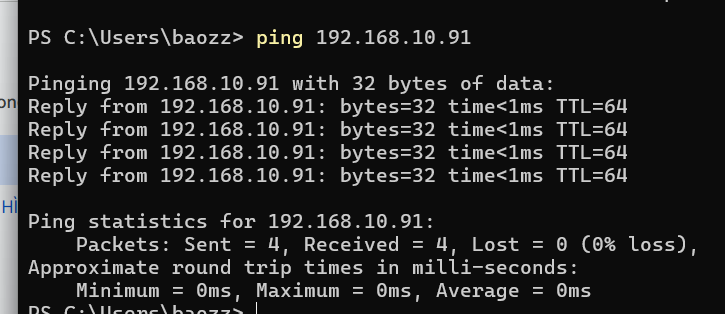 PS C:\Users\baozz> ping 192.168.10.91
Pinging 192.168.10.91 with 32 bytes of data:
Reply from 192.168.10.91: bytes=32 time<1ms TTL=64
Reply from 192.168.10.91: bytes=32 time<1ms TTL=64
Reply from 192.168.10.91: bytes=32 time<1ms TTL=64
Reply from 192.168.10.91: bytes=32 time<1ms TTL=64
Ping statistics for 192.168.10.91:
    Packets: Sent = 4, Received = 4, Lost = 0 (0% loss),
Approximate round trip times in milli-seconds:
    Minimum = 0ms, Maximum = 0ms, Average = 0ms
PS C:\Users\baozz>